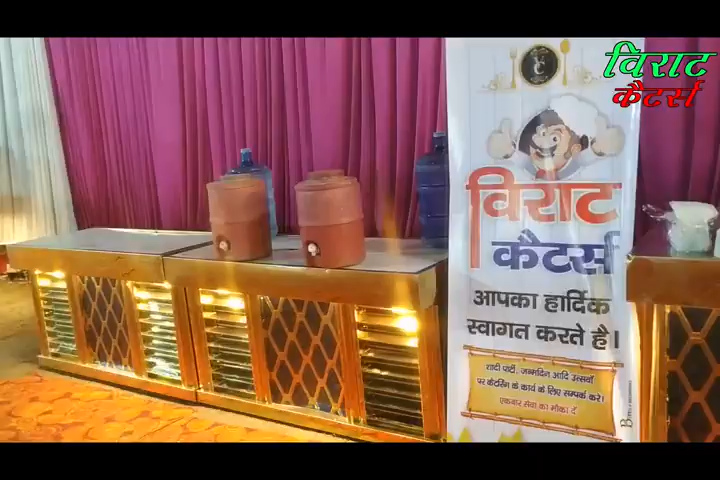 विराट
कैटर्स
विराट
कैटर्स
आपका हार्दिक
स्वागत करते है।
शादी पार्टी, जन्मदिन आदि उत्सवों
पर केटरिंग के कार्य के लिए सम्पर्क करे।
एकबार सेवा का मौका दें